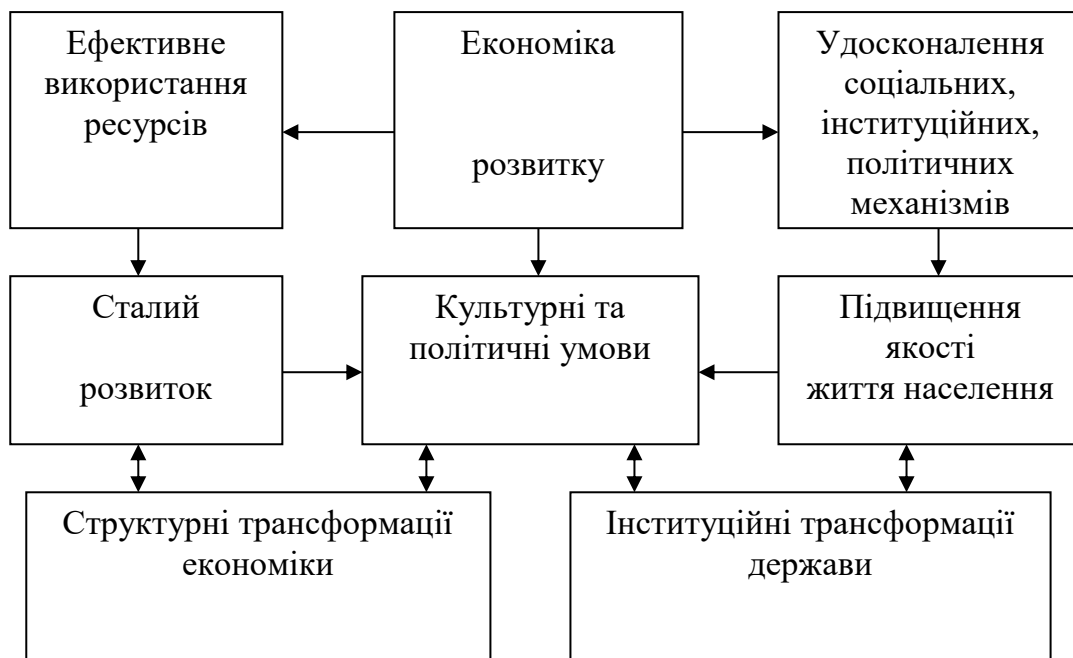 Ефективне
використання
ресурсів
Економіка
розвитку
Удосконалення
соціальних,
інституційних,
політичних
механізмів
Сталий
розвиток
Культурні та
політичні умови
Підвищення
якості
життя населення
Структурні трансформації
економіки
Інституційні трансформації
держави